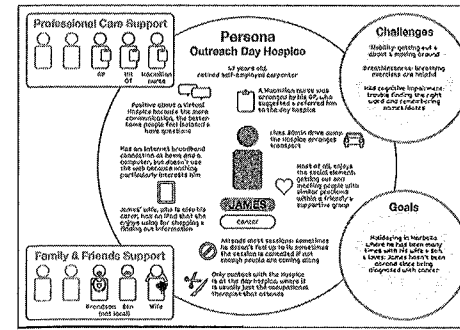 Professional Care Support
GP
Macmillan
nurse
Persona
Outreach Day Hospice
67 years old,
retired self-employed carpenter
Positive about a Virtual
Hospice because the more
communication, the better
some people feel isolated &
have questions
A Macmillan nurse was
arranged by his GP, who
suggested & referred him
to the day hospice
Has an internet broadband
connection at home and a
computer, but doesn't use
the web because nothing
particularly interests him
Lives 20min drive away
the Hospice arranges
transport
Most of all, enjoys
the social element:
getting out and
meeting people with
similar problems
within a friendly &
supportive group
James' wife, who is also his
carer, has an iPad that she
enjoys using for shopping &
finding out information
JAMES
cancer
Attends most sessions; sometimes
he doesn't feel up to it; sometimes
the session is cancelled if not
enough people are coming along
Only contact with the Hospice
is at the day hospice, where it
is usually just the occupational
therapist that attends
Family & Friends Support
Grandson
(not local)
Son
Wife
Challenges
Mobility: getting out &
about & moving around
Breathlessness: breathing
exercises are helpful
Mild cognitive impairment:
trouble finding the right
word and remembering
names/dates
Goals
Holidaying in Marbella
where he has been many
times with his wife & son
& loves; James hasn't been
abroad since being
diagnosed with cancer